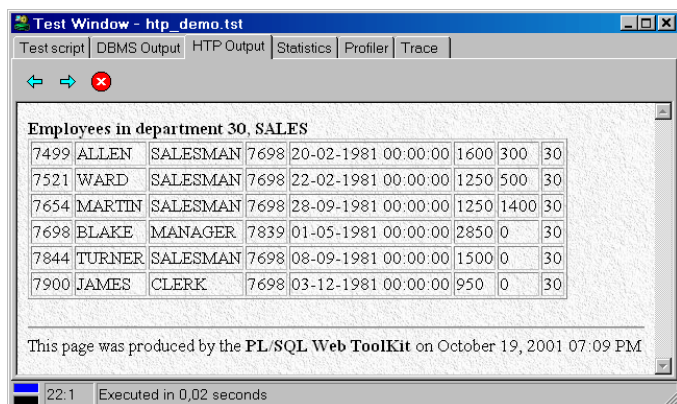 Test Window - htp_demo.tst
Test script DBMS Output HTP Output Statistics Profiler Trace
Employees in department 30, SALES
7499 ALLEN SALESMAN 7698 20-02-1981 00:00:00 1600 300 30
7521 WARD SALESMAN 7698 22-02-1981 00:00:00 1250 500 30
7654 MARTIN SALESMAN 7698 28-09-1981 00:00:00 1250 1400 30
7698 BLAKE MANAGER 7839 01-05-1981 00:00:00 2850 0 30
7844 TURNER SALESMAN 7698 08-09-1981 00:00:00 1500 0 30
7900 JAMES CLERK 7698 03-12-1981 00:00:00 950 0 30
This page was produced by the PL/SQL Web ToolKit on October 19, 2001 07:09 PM
22:1 Executed in 0,02 seconds